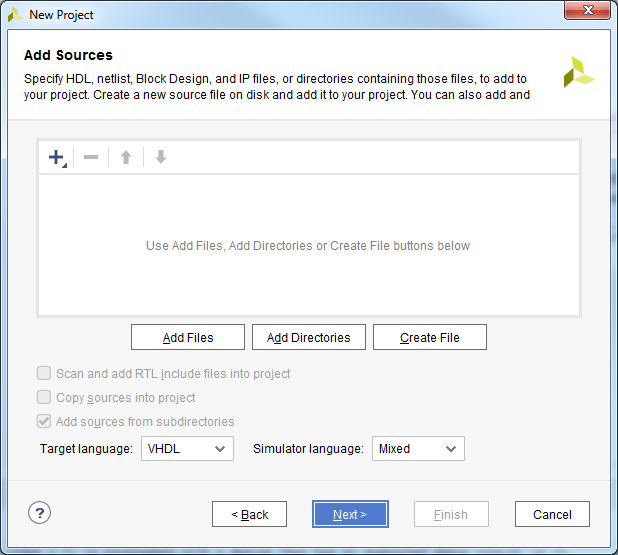 New Project
Add Sources
Specify HDL, netlist, Block Design, and IP files, or directories containing those files, to add to
your project. Create a new source file on disk and add it to your project. You can also add and
Use Add Files, Add Directories or Create File buttons below
Add Files Add Directories Create File
Scan and add RTL include files into project
Copy sources into project
Add sources from subdirectories
Target language: VHDL Simulator language: Mixed
? < Back Next > Finish Cancel